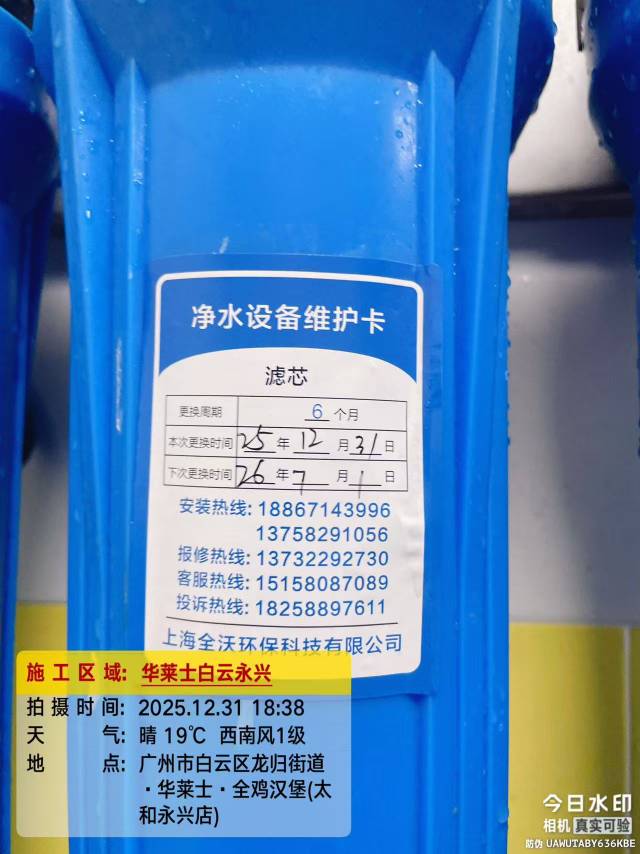 净水设备维护卡
滤芯
更换周期 6 个月
本次更换时间 25 年 12 月 31 日
下次更换时间 26 年 7 月 1 日
安装热线: 18867143996
13758291056
报修热线: 13732292730
客服热线: 15158087089
投诉热线: 18258897611
上海全沃环保科技有限公司
施工区域: 华莱士白云永兴
拍摄时间: 2025.12.31 18:38
天气: 晴 19℃ 西南风1级
地点: 广州市白云区龙归街道
·华莱士·全鸡汉堡(太
和永兴店)
今日水印
相机 真实可验
防伪 UAWUTABY636KBE